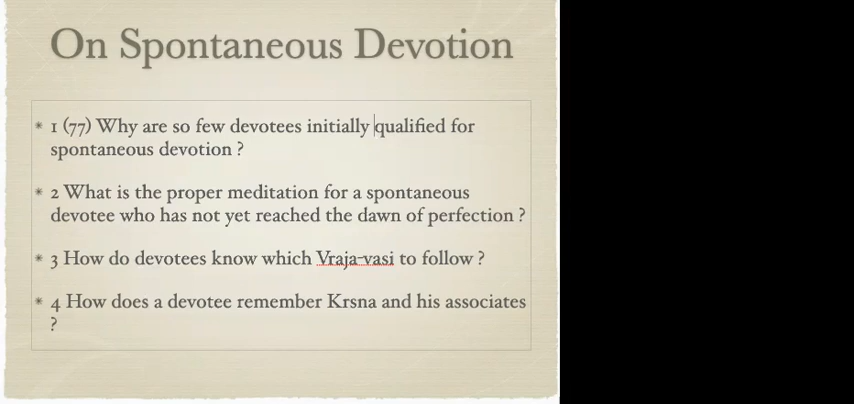 On Spontaneous Devotion
* 1 (77) Why are so few devotees initially qualified for
spontaneous devotion ?
* 2 What is the proper meditation for a spontaneous
devotee who has not yet reached the dawn of perfection ?
* 3 How do devotees know which Vraja-vasi to follow ?
* 4 How does a devotee remember Krsna and his associates
?